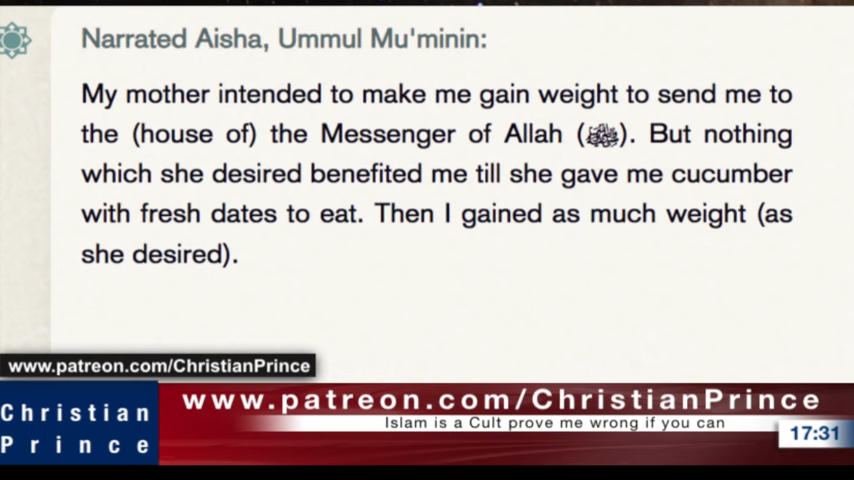 Narrated Aisha, Ummul Mu'minin:
My mother intended to make me gain weight to send me to
the (house of) the Messenger of Allah (ﷺ). But nothing
which she desired benefited me till she gave me cucumber
with fresh dates to eat. Then I gained as much weight (as
she desired).
www.patreon.com/ChristianPrince
Christian
Prince
www.patreon.com/ChristianPrince
Islam is a Cult prove me wrong if you can
17:31